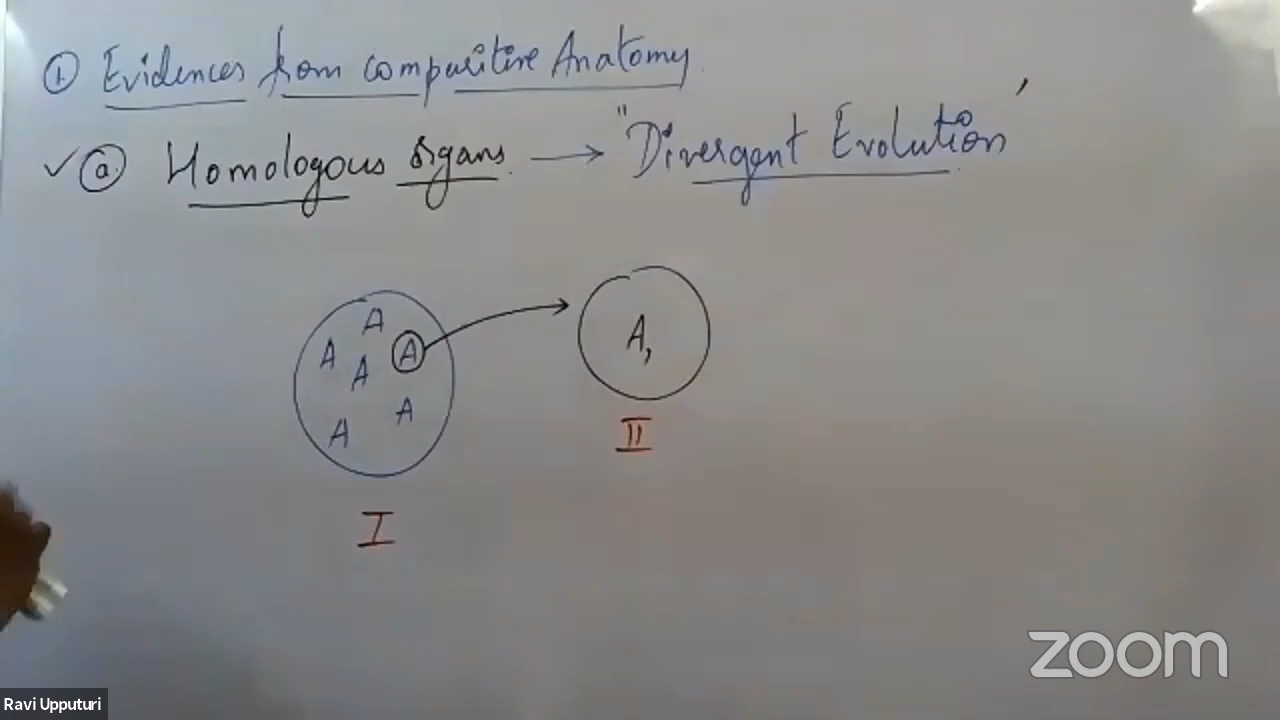 ① Evidences from comparitive Anatomy
✓ ⓐ Homologous organs. → "Divergent Evolution'
A
A
A
A
A
A
A,
II
I
zoom
Ravi Upputuri